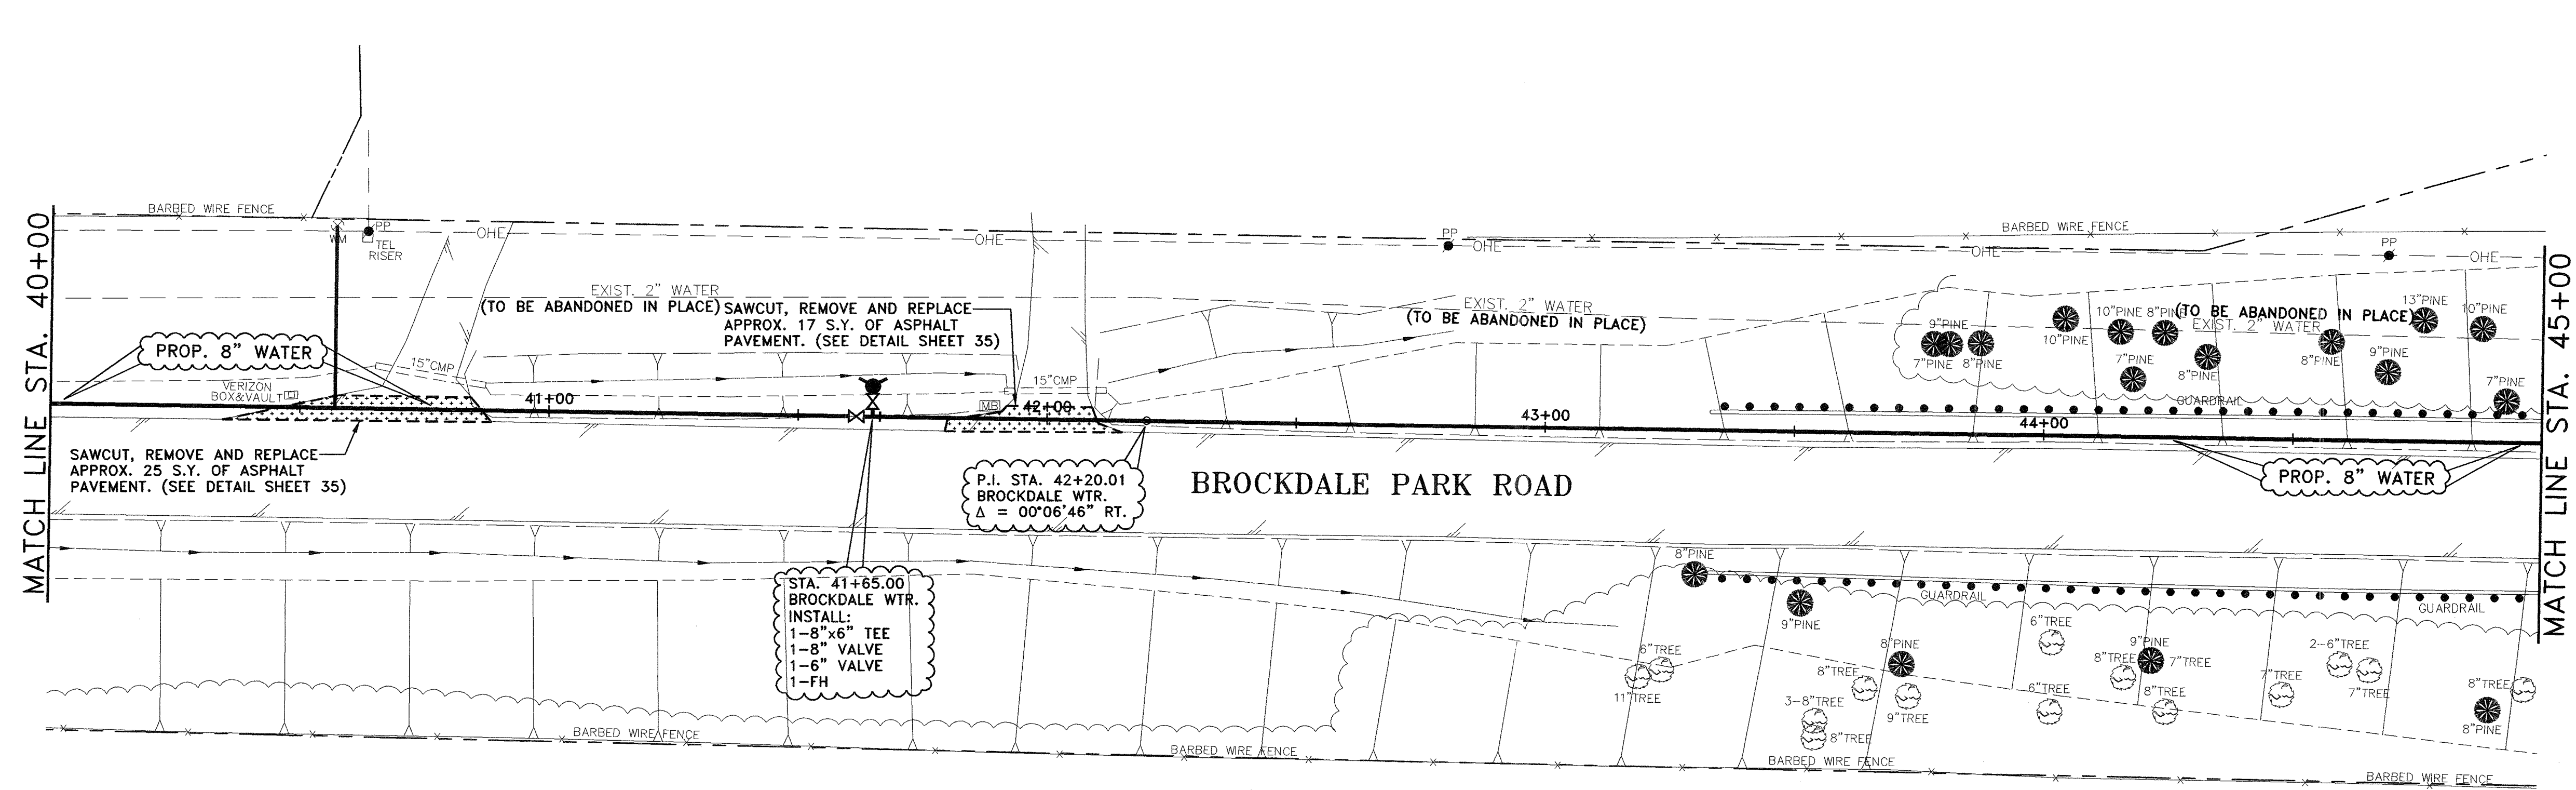 MATCH LINE STA. 40+00
BARBED WIRE FENCE
WM
PP
TEL
RISER
OHE
OHE
PP
OHE
OHE
BARBED WIRE FENCE
PP
OHE
MATCH LINE STA. 45+00
EXIST. 2" WATER
(TO BE ABANDONED IN PLACE)
SAWCUT, REMOVE AND REPLACE
APPROX. 17 S.Y. OF ASPHALT
PAVEMENT. (SEE DETAIL SHEET 35)
EXIST. 2" WATER
(TO BE ABANDONED IN PLACE)
(TO BE ABANDONED IN PLACE)
EXIST. 2" WATER
PROP. 8" WATER
15"CMP
VERIZON
BOX&VAULT
15"CMP
MB
9"PINE
7"PINE
8"PINE
10"PINE
10"PINE
8"PINE
7"PINE
8"PINE
8"PINE
13"PINE
9"PINE
10"PINE
7"PINE
GUARDRAIL
41+00
42+00
43+00
44+00
SAWCUT, REMOVE AND REPLACE
APPROX. 25 S.Y. OF ASPHALT
PAVEMENT. (SEE DETAIL SHEET 35)
P.I. STA. 42+20.01
BROCKDALE WTR.
Δ = 00°06'46" RT.
BROCKDALE PARK ROAD
PROP. 8" WATER
STA. 41+65.00
BROCKDALE WTR.
INSTALL:
1-8"x6" TEE
1-8" VALVE
1-6" VALVE
1-FH
8"PINE
9"PINE
GUARDRAIL
GUARDRAIL
6"TREE
11"TREE
8"PINE
8"TREE
9"TREE
3-8"TREE
8"TREE
6"TREE
6"TREE
9"PINE
8"TREE
7"TREE
8"TREE
7"TREE
2-6"TREE
7"TREE
8"TREE
8"PINE
BARBED WIRE FENCE
BARBED WIRE FENCE
BARBED WIRE FENCE
BARBED WIRE FENCE